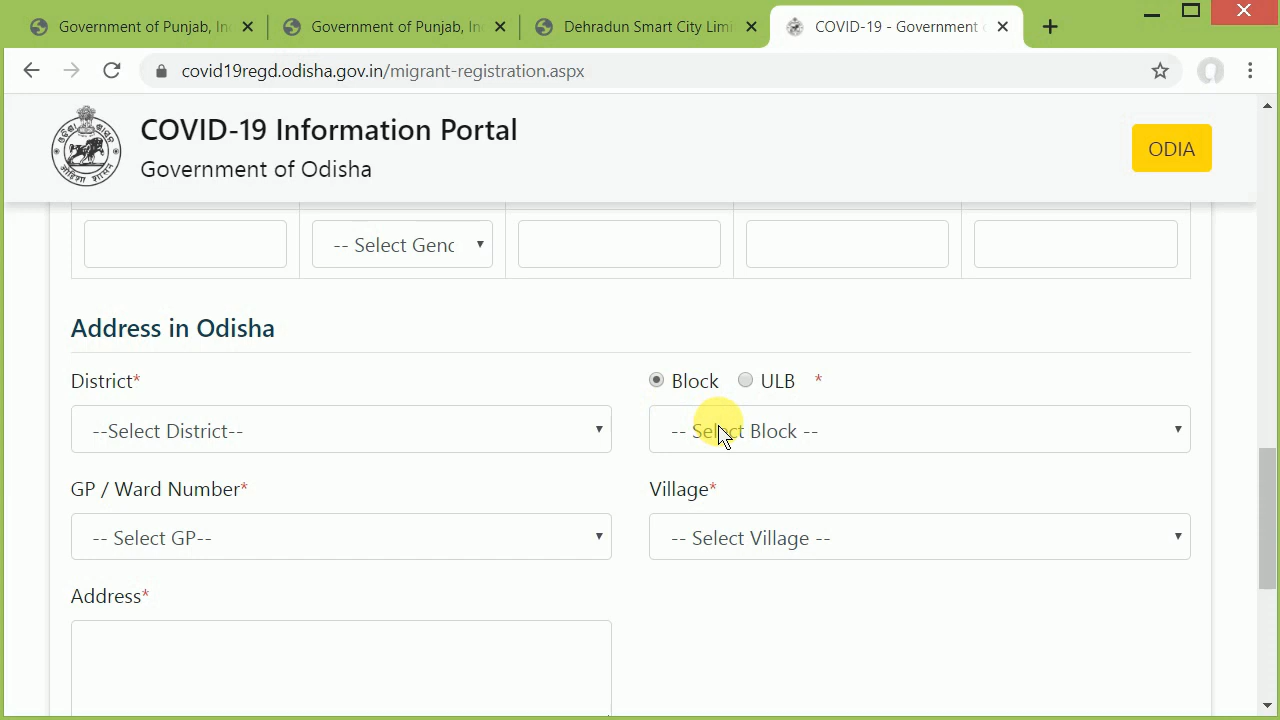 Government of Punjab, In
Government of Punjab, In
Dehradun Smart City Limi
COVID-19 - Government
covid19regd.odisha.gov.in/migrant-registration.aspx
COVID-19 Information Portal
Government of Odisha
ODIA
-- Select Genc
Address in Odisha
District*
Block ULB *
--Select District--
-- Select Block --
GP / Ward Number*
Village*
-- Select GP--
-- Select Village --
Address*